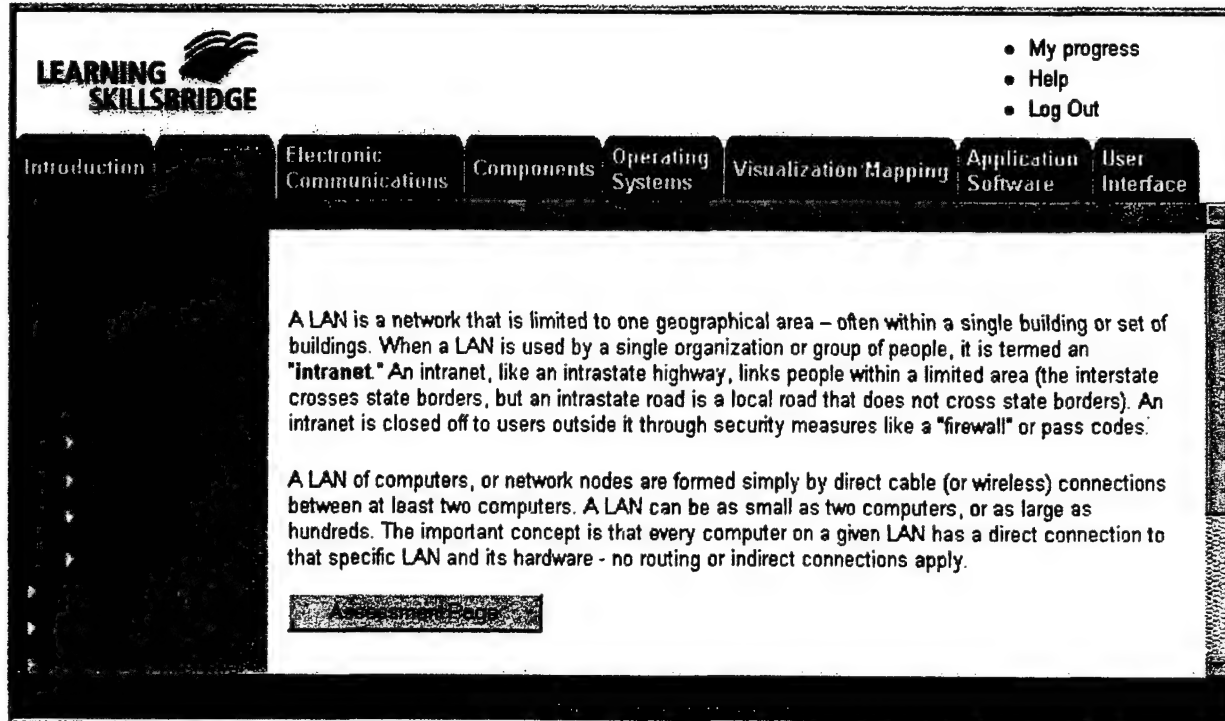 LEARNING
SKILLSBRIDGE
• My progress
• Help
• Log Out
Introduction
Electronic
Communications
Components
Operating
Systems
Visualization Mapping
Application
Software
User
Interface
A LAN is a network that is limited to one geographical area – often within a single building or set of
buildings. When a LAN is used by a single organization or group of people, it is termed an
"intranet." An intranet, like an intrastate highway, links people within a limited area (the interstate
crosses state borders, but an intrastate road is a local road that does not cross state borders). An
intranet is closed off to users outside it through security measures like a "firewall" or pass codes.
A LAN of computers, or network nodes are formed simply by direct cable (or wireless) connections
between at least two computers. A LAN can be as small as two computers, or as large as
hundreds. The important concept is that every computer on a given LAN has a direct connection to
that specific LAN and its hardware - no routing or indirect connections apply.
Assessment Page